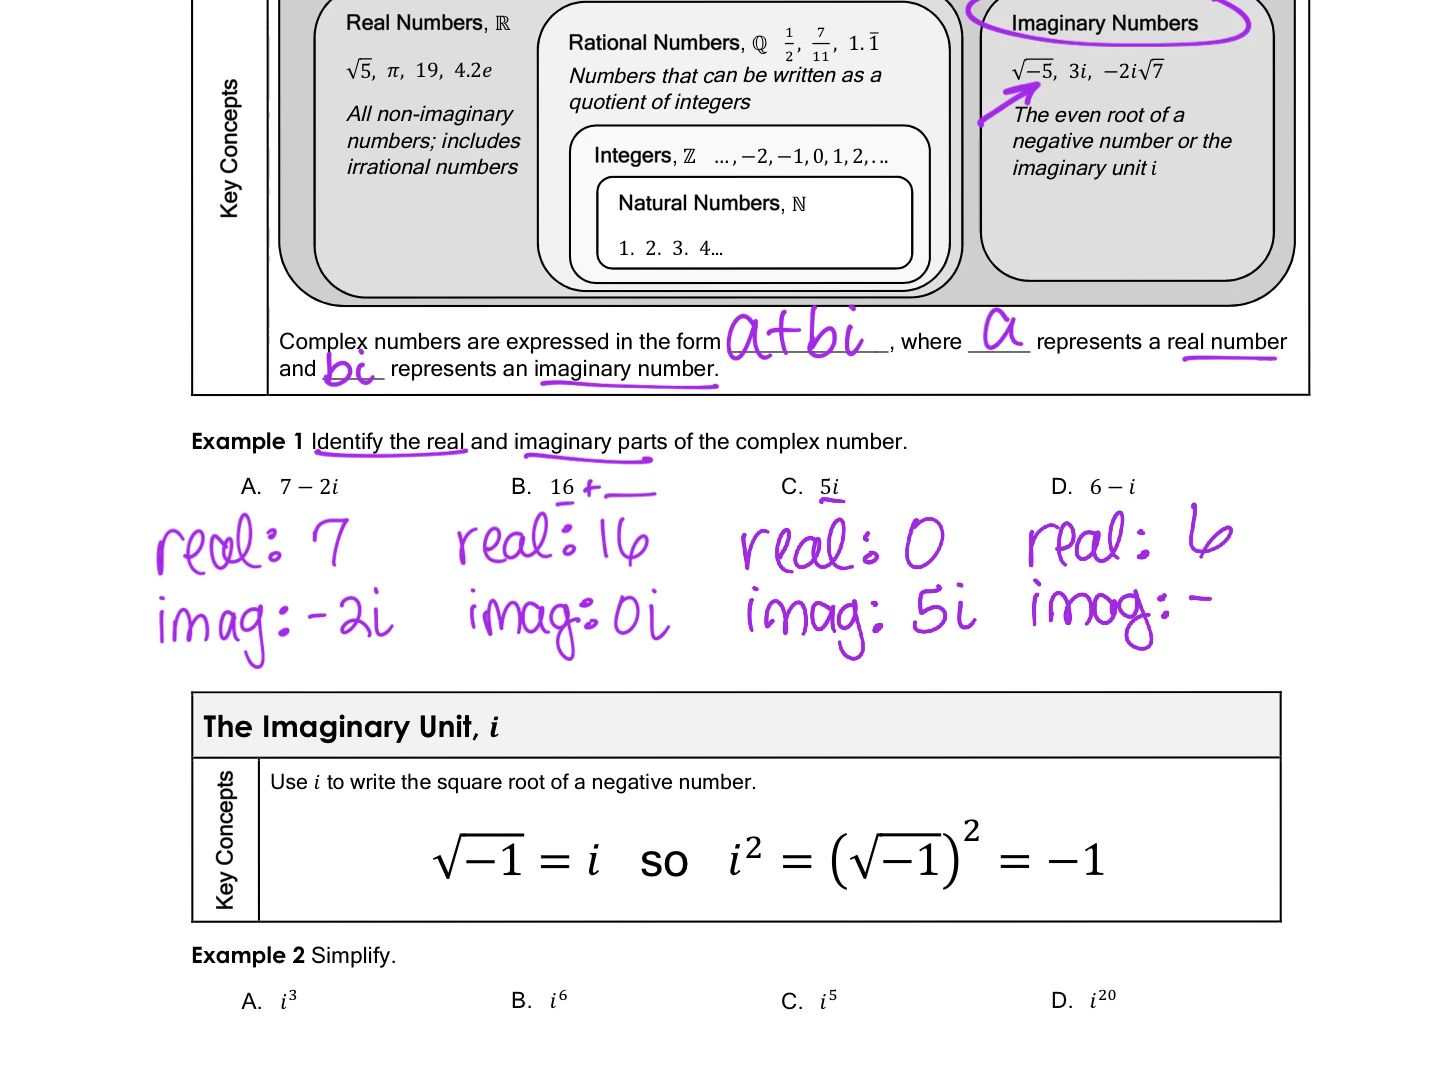 Key Concepts
Real Numbers, ℝ
√5, π, 19, 4.2e
All non-imaginary
numbers; includes
irrational numbers
Rational Numbers, ℚ 1/2, 7/11, 1.1̄
Numbers that can be written as a
quotient of integers
Integers, ℤ …,−2,−1,0,1,2,…
Natural Numbers, ℕ
1. 2. 3. 4…
Imaginary Numbers
√−5, 3i, −2i√7
The even root of a
negative number or the
imaginary unit i
Complex numbers are expressed in the form a+bi, where a represents a real number
and bi represents an imaginary number.
Example 1 Identify the real and imaginary parts of the complex number.
A. 7 − 2i B. 16 + __ C. 5i D. 6 − i
real: 7 real: 16 real: 0 real: 6
imag: -2i imag: 0i imag: 5i imag: -
The Imaginary Unit, i
Key Concepts
Use i to write the square root of a negative number.
√−1 = i so i² = (√−1)² = −1
Example 2 Simplify.
A. i³ B. i⁶ C. i⁵ D. i²⁰